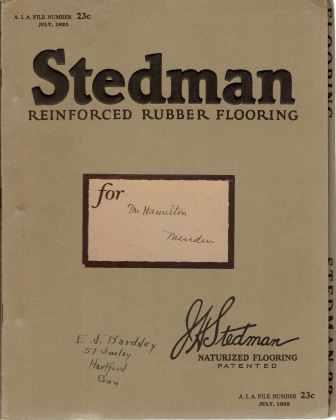 A. I. A. FILE NUMBER 23c
JULY, 1925
Stedman
REINFORCED RUBBER FLOORING
for
Mr Hamilton
Meriden
E. S.
Hartford
Conn
JHStedman
NATURIZED FLOORING
PATENTED
A. I. A. FILE NUMBER 23c
JULY, 1925